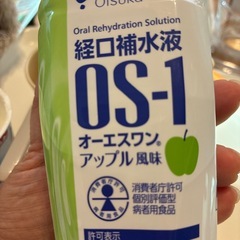 Otsuka
Oral Rehydration Solution
経口補水液
OS-1
オーエスワン®
アップル風味
消費者庁許可
個別評価型
病者用食品
許可表示